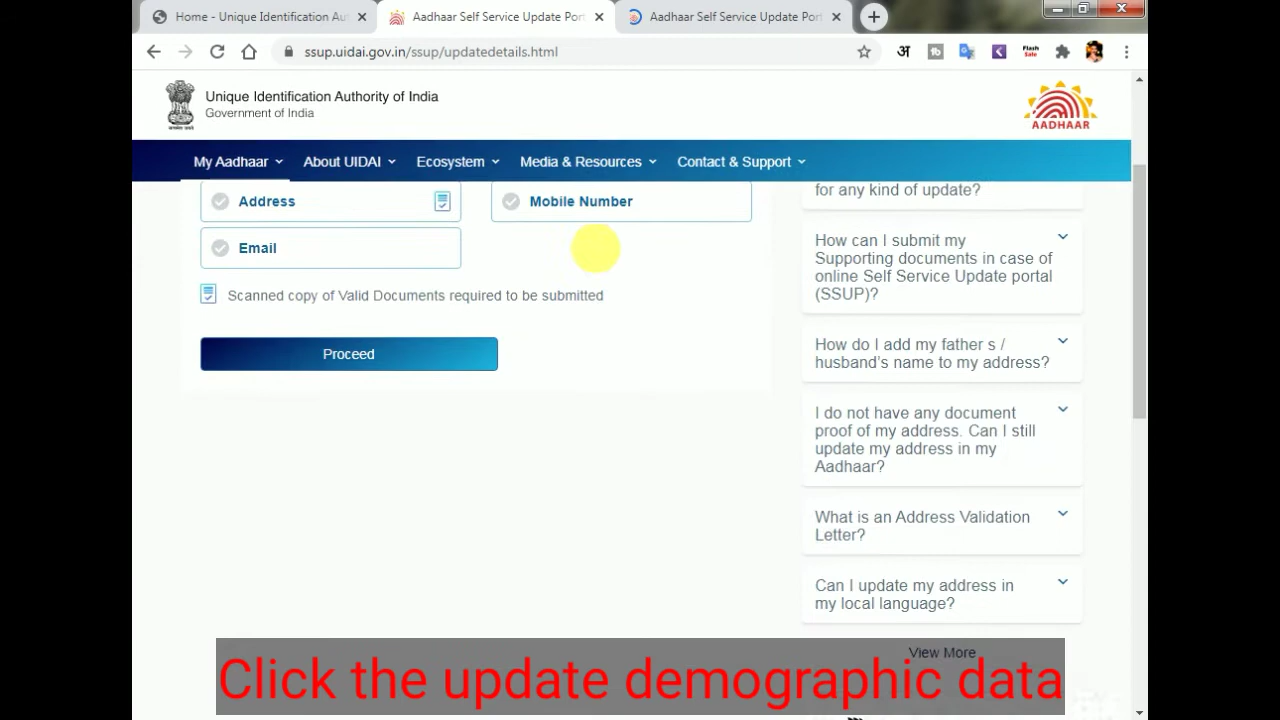 Home - Unique Identification Au
Aadhaar Self Service Update Port
Aadhaar Self Service Update Port
ssup.uidai.gov.in/ssup/updatedetails.html
अ
Flash
Sale
Unique Identification Authority of India
Government of India
AADHAAR
My Aadhaar
About UIDAI
Ecosystem
Media & Resources
Contact & Support
Address
Mobile Number
Email
Scanned copy of Valid Documents required to be submitted
Proceed
for any kind of update?
How can I submit my
Supporting documents in case of
online Self Service Update portal
(SSUP)?
How do I add my father s /
husband's name to my address?
I do not have any document
proof of my address. Can I still
update my address in my
Aadhaar?
What is an Address Validation
Letter?
Can I update my address in
my local language?
View More
Click the update demographic data